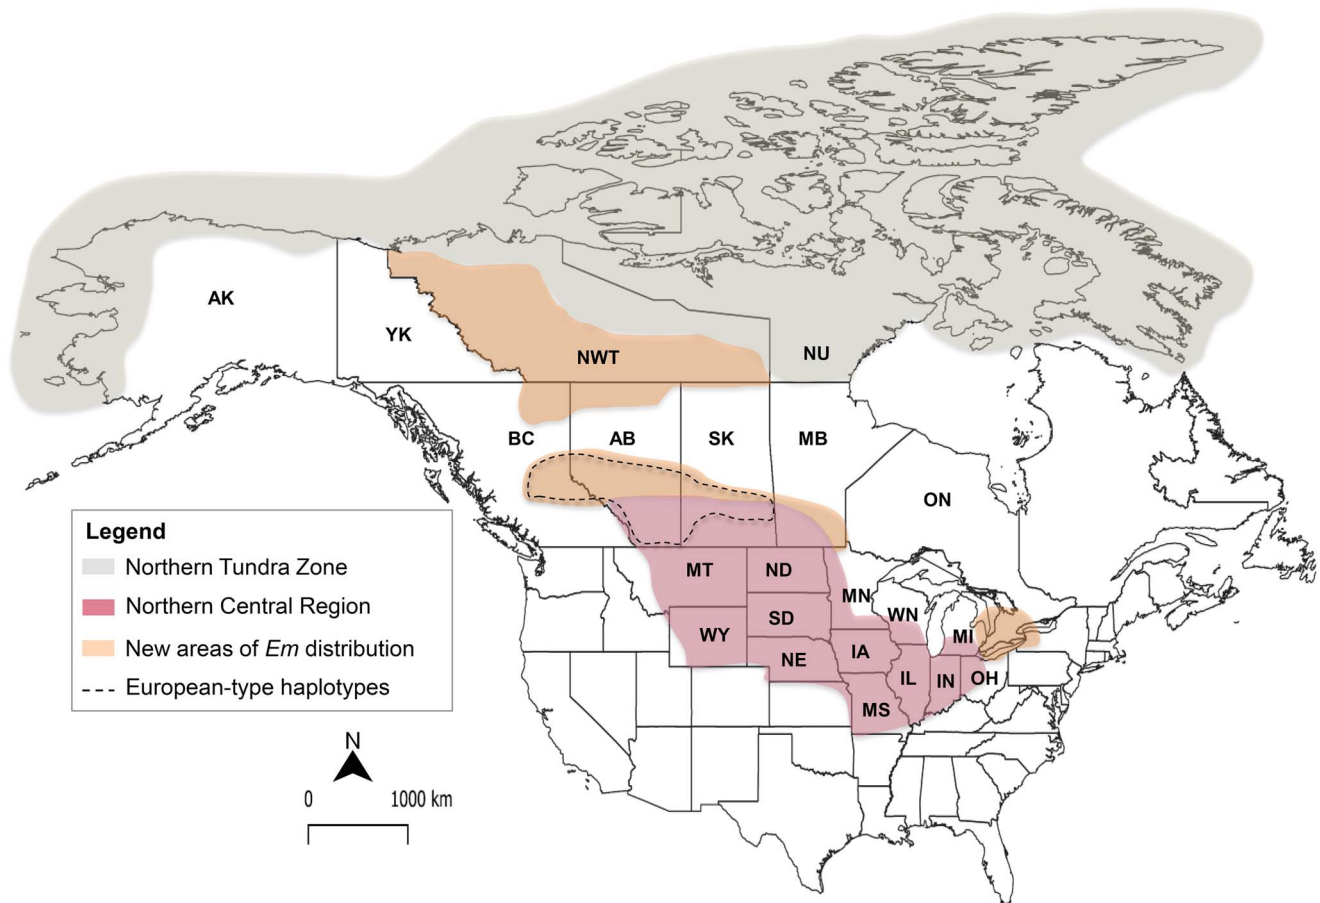 AK
YK
NWT
NU
BC
AB
SK
MB
ON
Legend
Northern Tundra Zone
Northern Central Region
New areas of Em distribution
European-type haplotypes
MT
ND
MN
WN
SD
WY
MI
IA
NE
IL
IN
OH
MS
N
0 1000 km